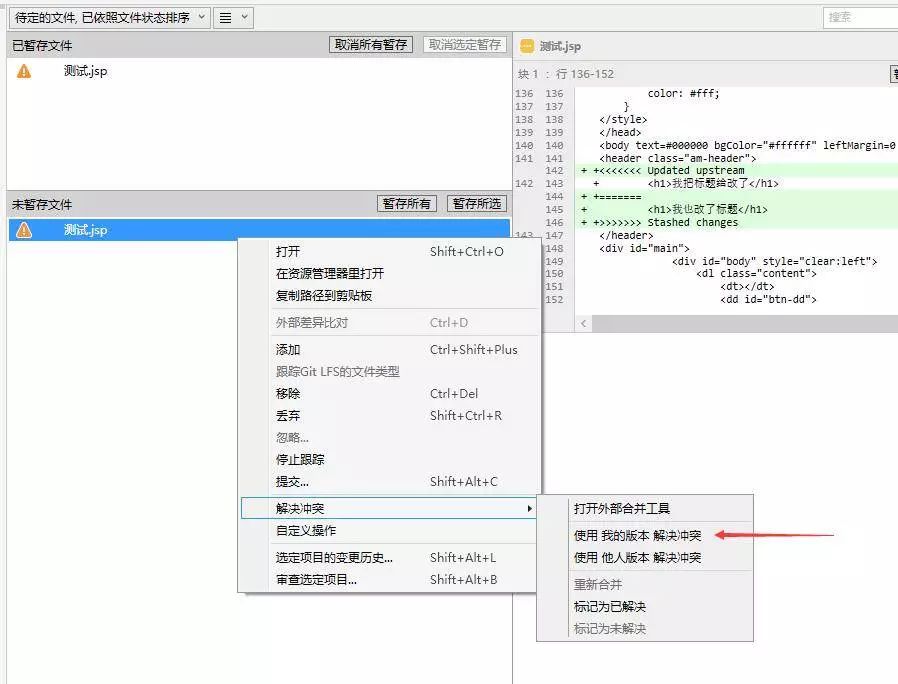 待定的文件, 已依照文件状态排序
搜索
已暂存文件 取消所有暂存 取消选定暂存
测试.jsp
未暂存文件 暂存所有 暂存所选
测试.jsp
打开 Shift+Ctrl+O
在资源管理器里打开
复制路径到剪贴板
外部差异比对 Ctrl+D
添加 Ctrl+Shift+Plus
跟踪Git LFS的文件类型
移除 Ctrl+Del
丢弃 Shift+Ctrl+R
忽略...
停止跟踪
提交... Shift+Alt+C
解决冲突
自定义操作
选定项目的变更历史... Shift+Alt+L
审查选定项目... Shift+Alt+B
打开外部合并工具
使用 我的版本 解决冲突
使用 他人版本 解决冲突
重新合并
标记为已解决
标记为未解决
测试.jsp
块 1 : 行 136-152
136 136 color: #fff;
137 137 }
138 138 </style>
139 139 </head>
140 140 <body text=#000000 bgColor="#ffffff" leftMargin=0
141 141 <header class="am-header">
142 + +<<<<<<< Updated upstream
142 143 + <h1>我把标题给改了</h1>
144 + +=======
145 + <h1>我也改了标题</h1>
146 + +>>>>>>> Stashed changes
143 147 </header>
148 <div id="main">
149 <div id="body" style="clear:left">
150 <dl class="content">
151 <dt></dt>
152 <dd id="btn-dd">